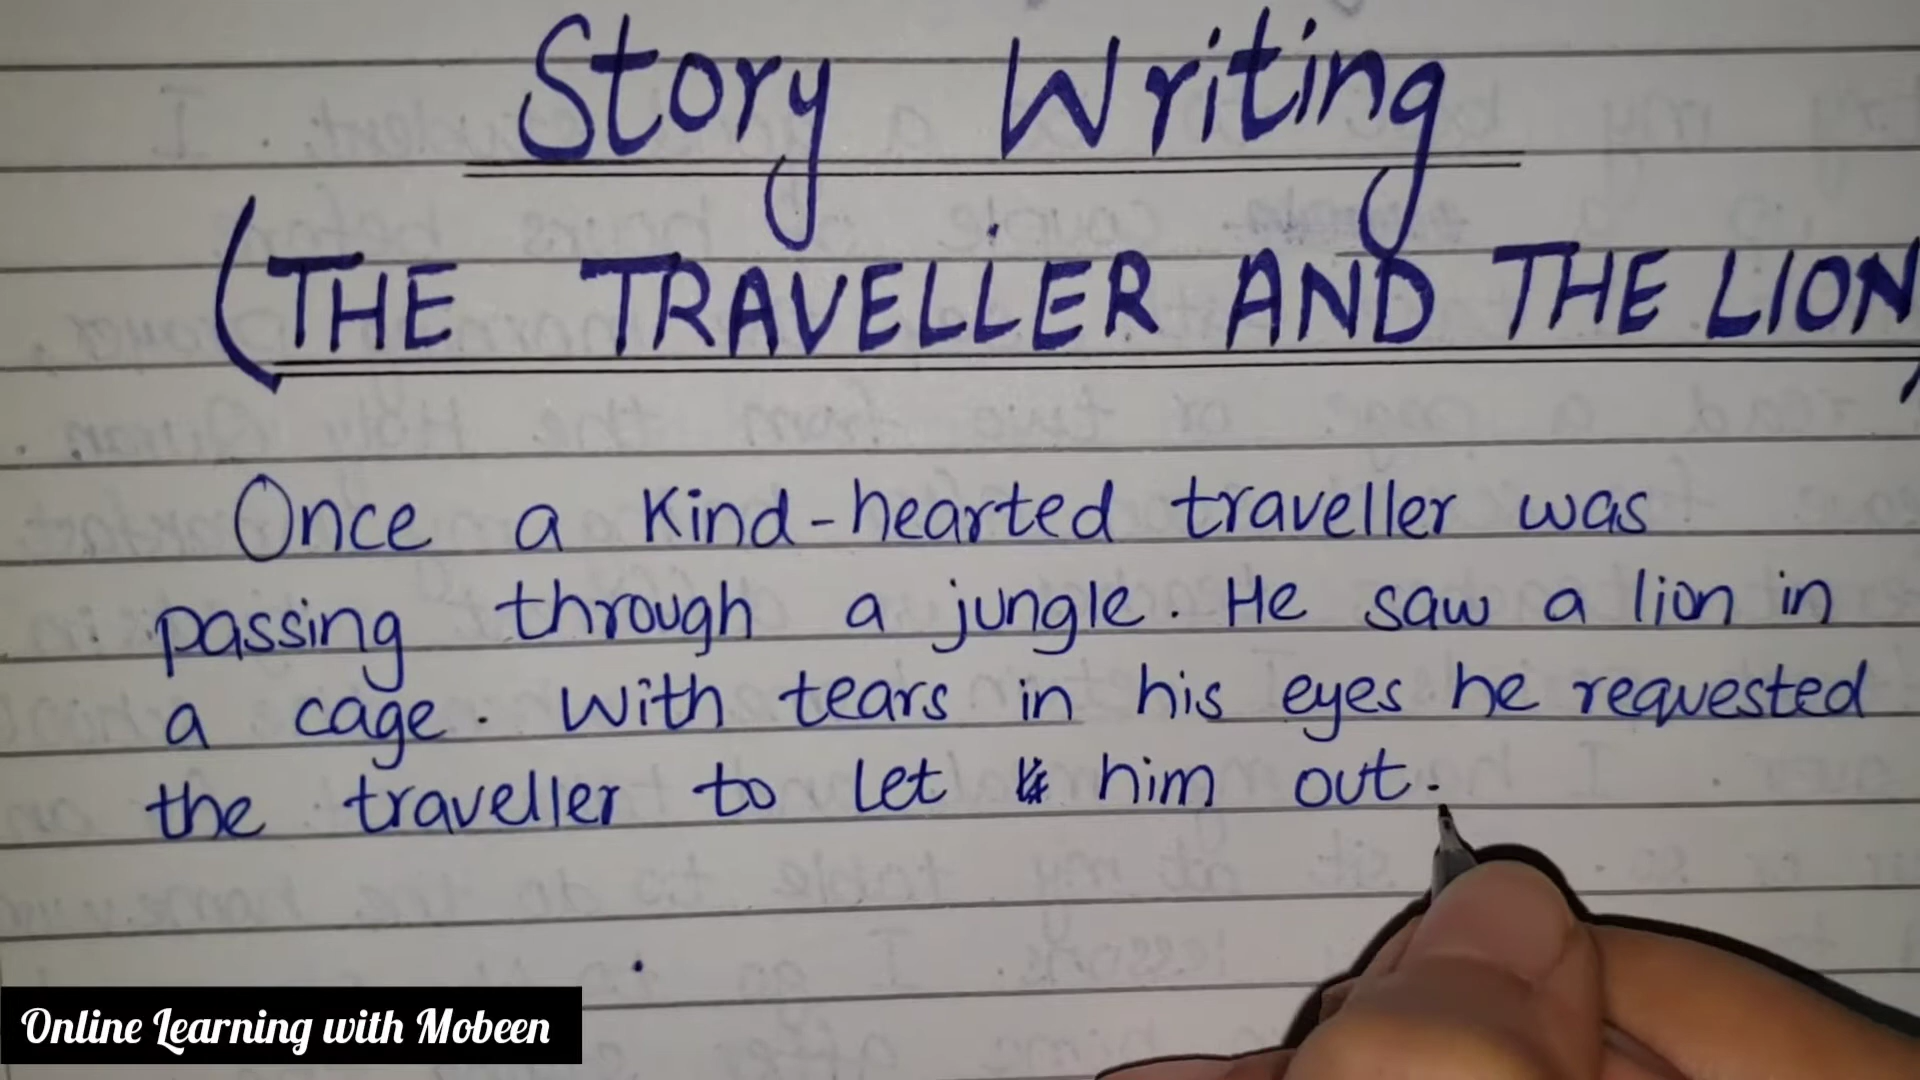 Story Writing
(THE TRAVELLER AND THE LION)
Once a kind-hearted traveller was
passing through a jungle. He saw a lion in
a cage. With tears in his eyes he requested
the traveller to let him out.
Online Learning with Mobeen